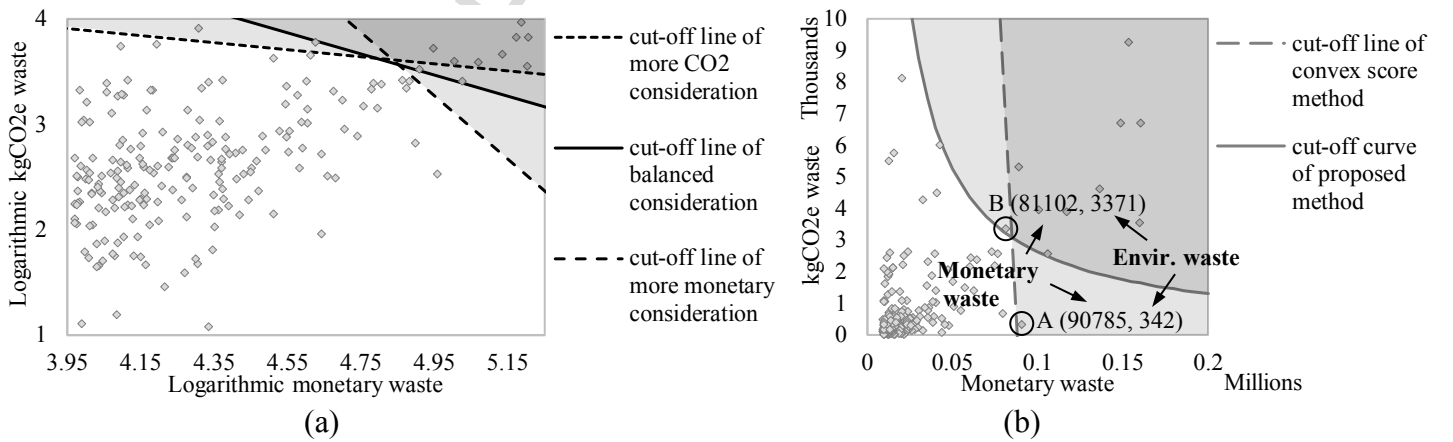 4
3
2
1
Logarithmic kgCO2e waste
3.95 4.15 4.35 4.55 4.75 4.95 5.15
Logarithmic monetary waste
(a)
cut-off line of
more CO2
consideration
cut-off line of
balanced
consideration
cut-off line of
more monetary
consideration
10
9
8
7
6
5
4
3
2
1
0
Thousands
kgCO2e waste
B (81102, 3371)
Monetary
waste
Envir. waste
A (90785, 342)
0 0.05 0.1 0.15 0.2
Monetary waste
Millions
(b)
cut-off line of
convex score
method
cut-off curve
of proposed
method